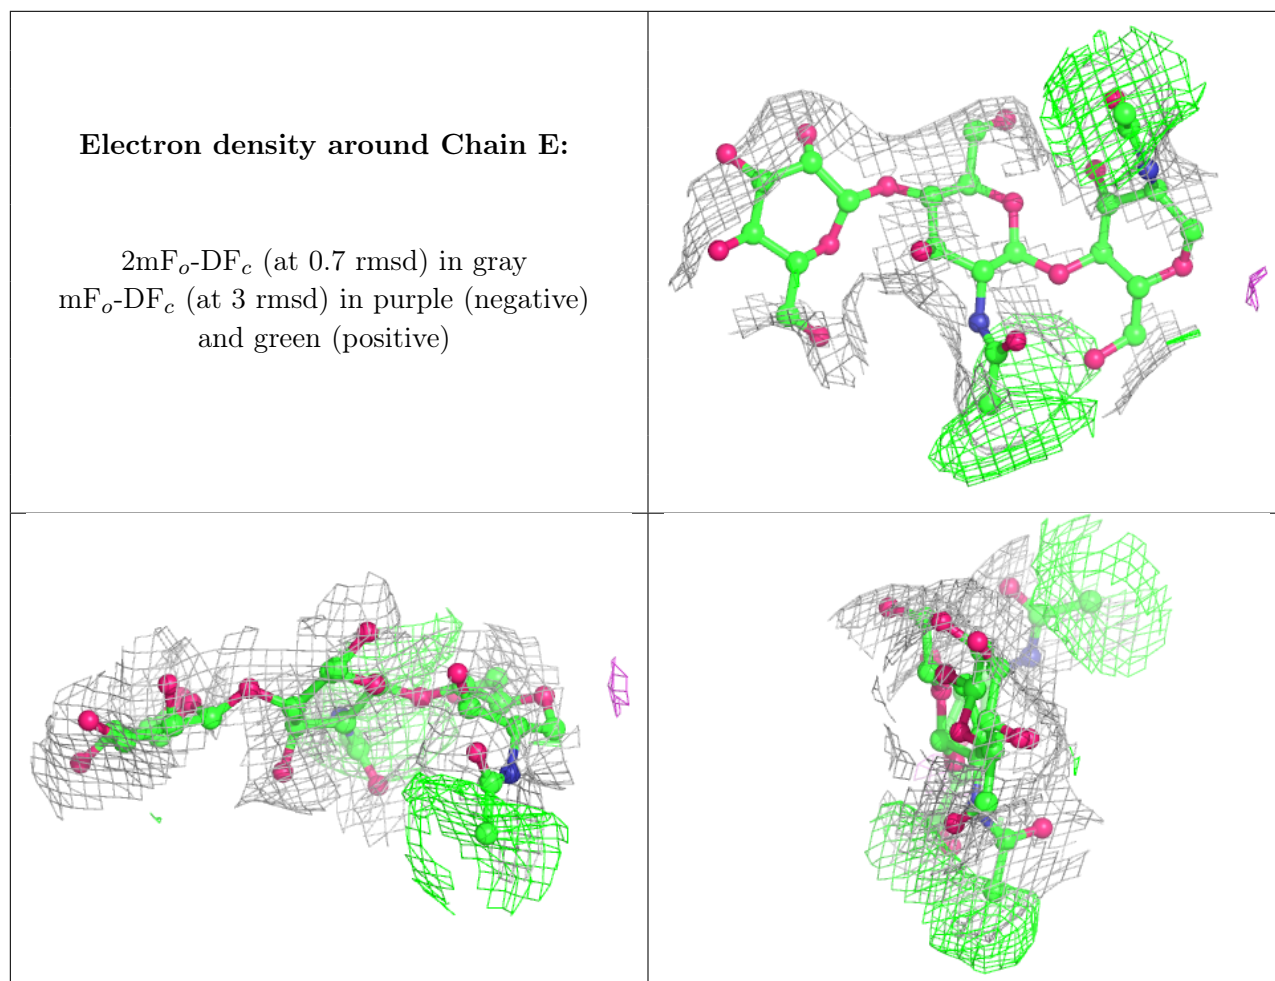 Electron density around Chain E:
2mFₒ-DF𝑐 (at 0.7 rmsd) in gray
mFₒ-DF𝑐 (at 3 rmsd) in purple (negative)
and green (positive)